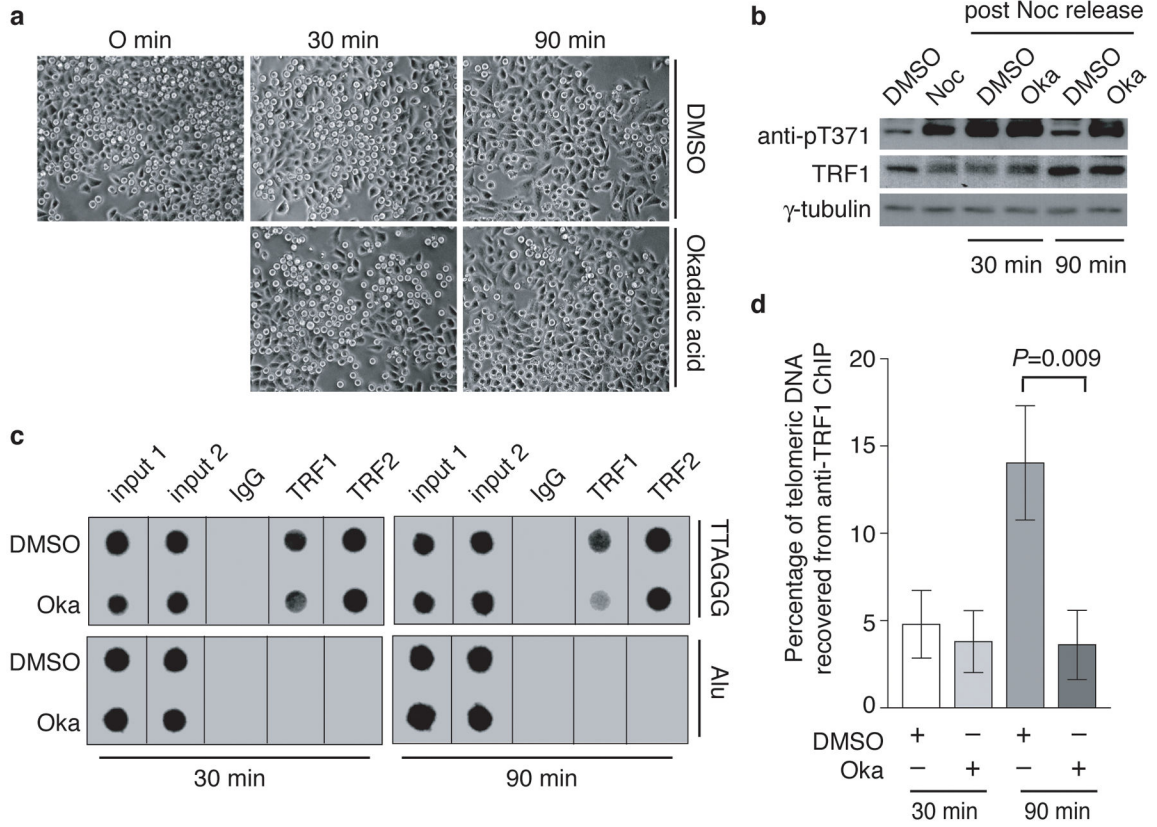 a
O min
30 min
90 min
DMSO
Okadaic acid
b
post Noc release
DMSO
Noc
DMSO
Oka
DMSO
Oka
anti-pT371
TRF1
γ-tubulin
30 min
90 min
c
input 1
input 2
IgG
TRF1
TRF2
input 1
input 2
IgG
TRF1
TRF2
DMSO
Oka
TTAGGG
DMSO
Oka
Alu
30 min
90 min
d
Percentage of telomeric DNA
recovered from anti-TRF1 ChIP
20
15
10
5
0
P=0.009
DMSO + − + −
Oka − + − +
30 min
90 min